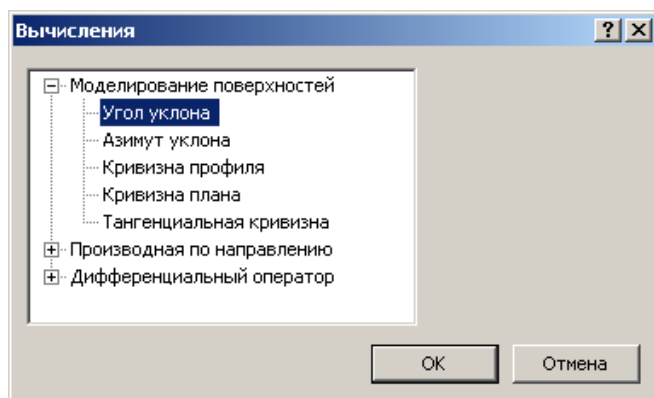 Вычисления
Моделирование поверхностей
Угол уклона
Азимут уклона
Кривизна профиля
Кривизна плана
Тангенциальная кривизна
Производная по направлению
Дифференциальный оператор
OK
Отмена